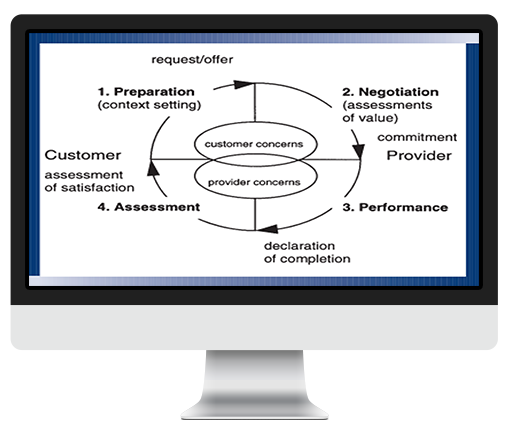 request/offer
1. Preparation
(context setting)
2. Negotiation
(assessments
of value)
customer concerns
commitment
Customer
Provider
assessment
of satisfaction
provider concerns
4. Assessment
3. Performance
declaration
of completion